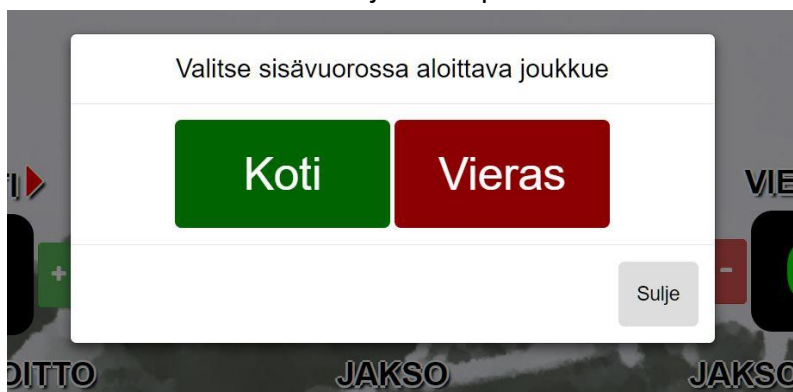 Valitse sisävuorossa aloittava joukkue
Koti Vieras
+
-
Sulje
JAKSO